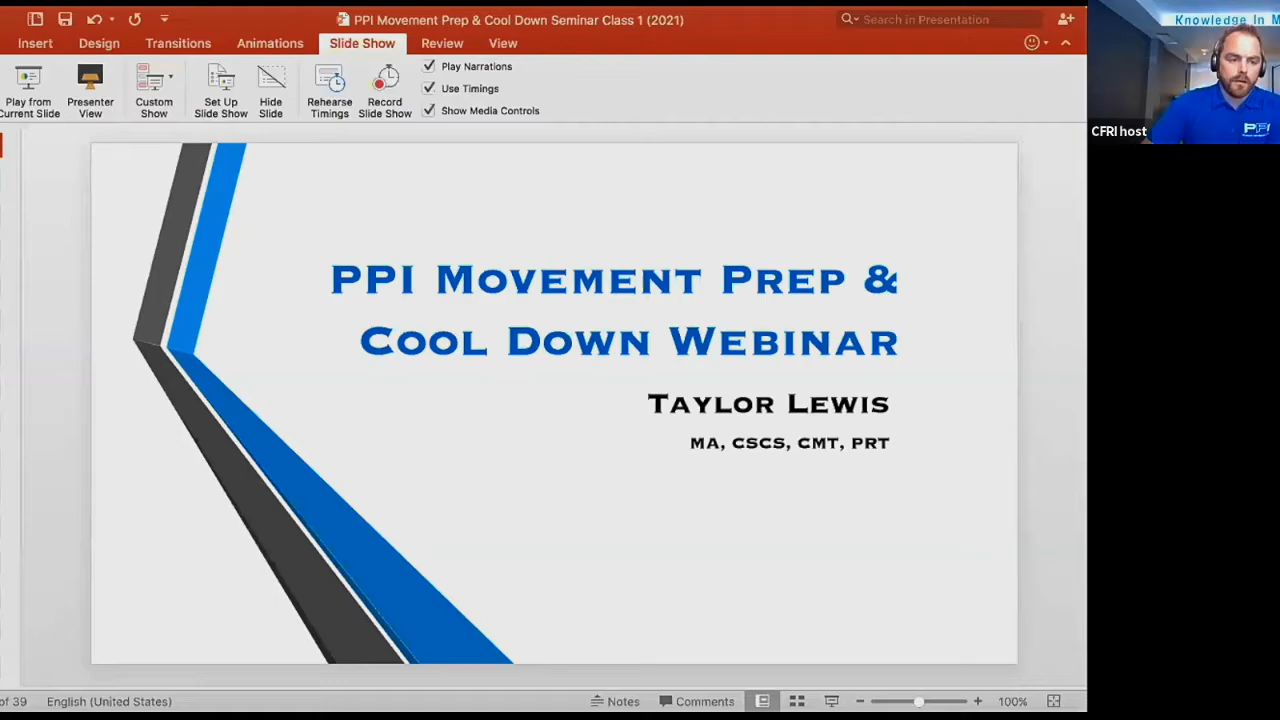 PPI Movement Prep & Cool Down Seminar Class 1 (2021)
Search in Presentation
Insert
Design
Transitions
Animations
Slide Show
Review
View
Play from
Current Slide
Presenter
View
Custom
Show
Set Up
Slide Show
Hide
Slide
Rehearse
Timings
Record
Slide Show
Play Narrations
Use Timings
Show Media Controls
Knowledge In M
CFRI host
PPI Movement Prep &
Cool Down Webinar
Taylor Lewis
MA, CSCS, CMT, PRT
of 39
English (United States)
Notes
Comments
100%